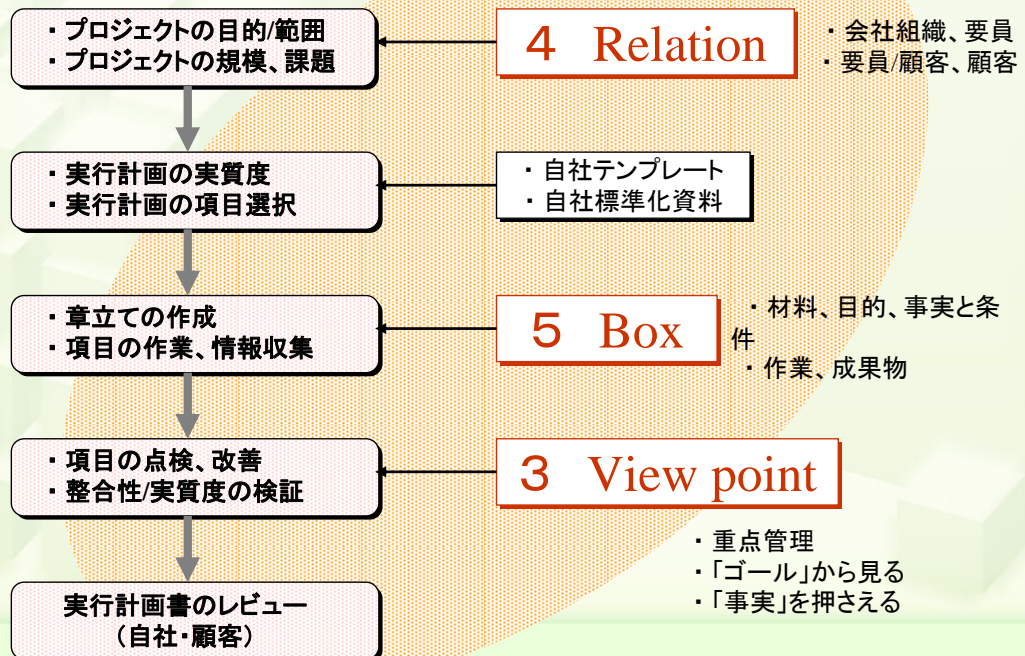 ・プロジェクトの目的/範囲
・プロジェクトの規模、課題
４ Relation
・会社組織、要員
・要員/顧客、顧客
・実行計画の実質度
・実行計画の項目選択
・自社テンプレート
・自社標準化資料
・章立ての作成
・項目の作業、情報収集
５ Box
・材料、目的、事実と条
件
・作業、成果物
・項目の点検、改善
・整合性/実質度の検証
３ View point
・重点管理
・「ゴール」から見る
・「事実」を押さえる
実行計画書のレビュー
（自社・顧客）